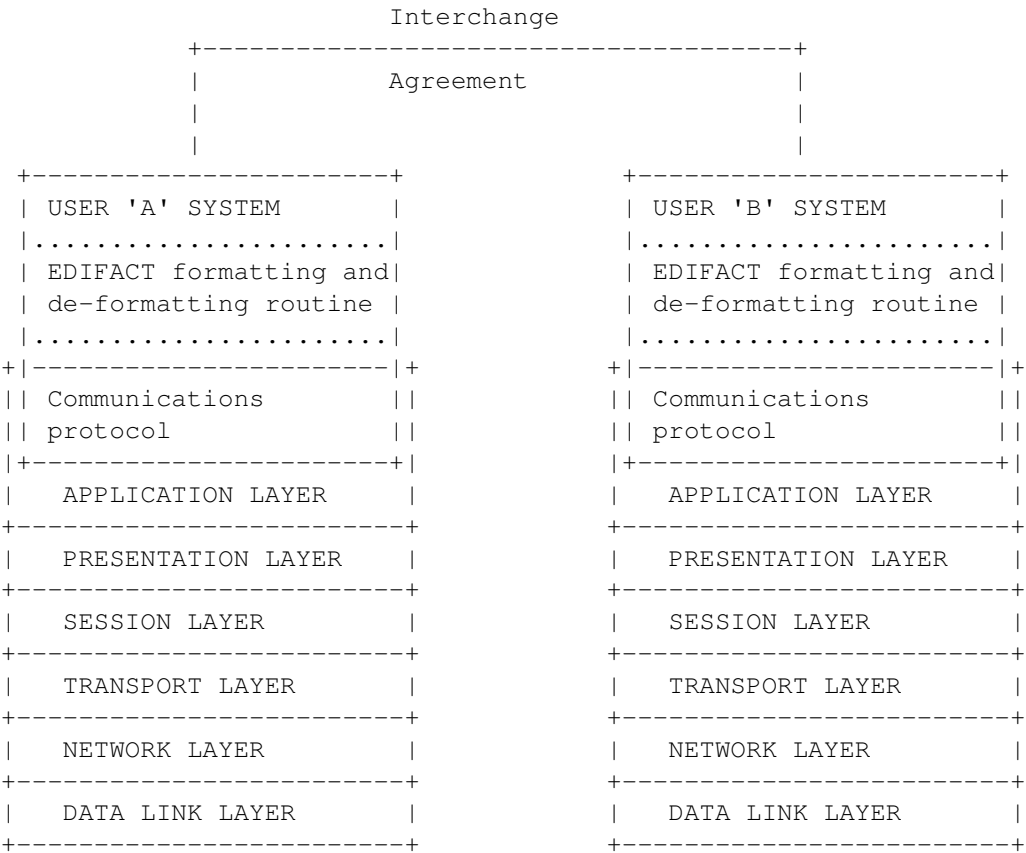 Interchange
Agreement
USER 'A' SYSTEM
EDIFACT formatting and
de-formatting routine
Communications
protocol
APPLICATION LAYER
PRESENTATION LAYER
SESSION LAYER
TRANSPORT LAYER
NETWORK LAYER
DATA LINK LAYER
USER 'B' SYSTEM
EDIFACT formatting and
de-formatting routine
Communications
protocol
APPLICATION LAYER
PRESENTATION LAYER
SESSION LAYER
TRANSPORT LAYER
NETWORK LAYER
DATA LINK LAYER